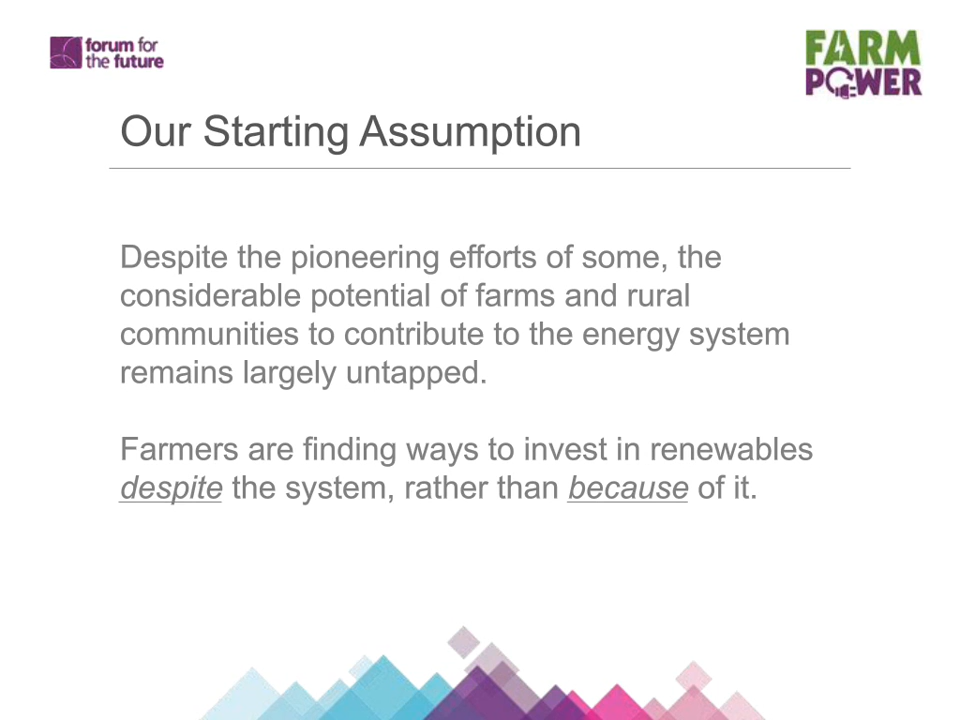 forum for
the future
FARM
POWER
Our Starting Assumption
Despite the pioneering efforts of some, the
considerable potential of farms and rural
communities to contribute to the energy system
remains largely untapped.
Farmers are finding ways to invest in renewables
despite the system, rather than because of it.